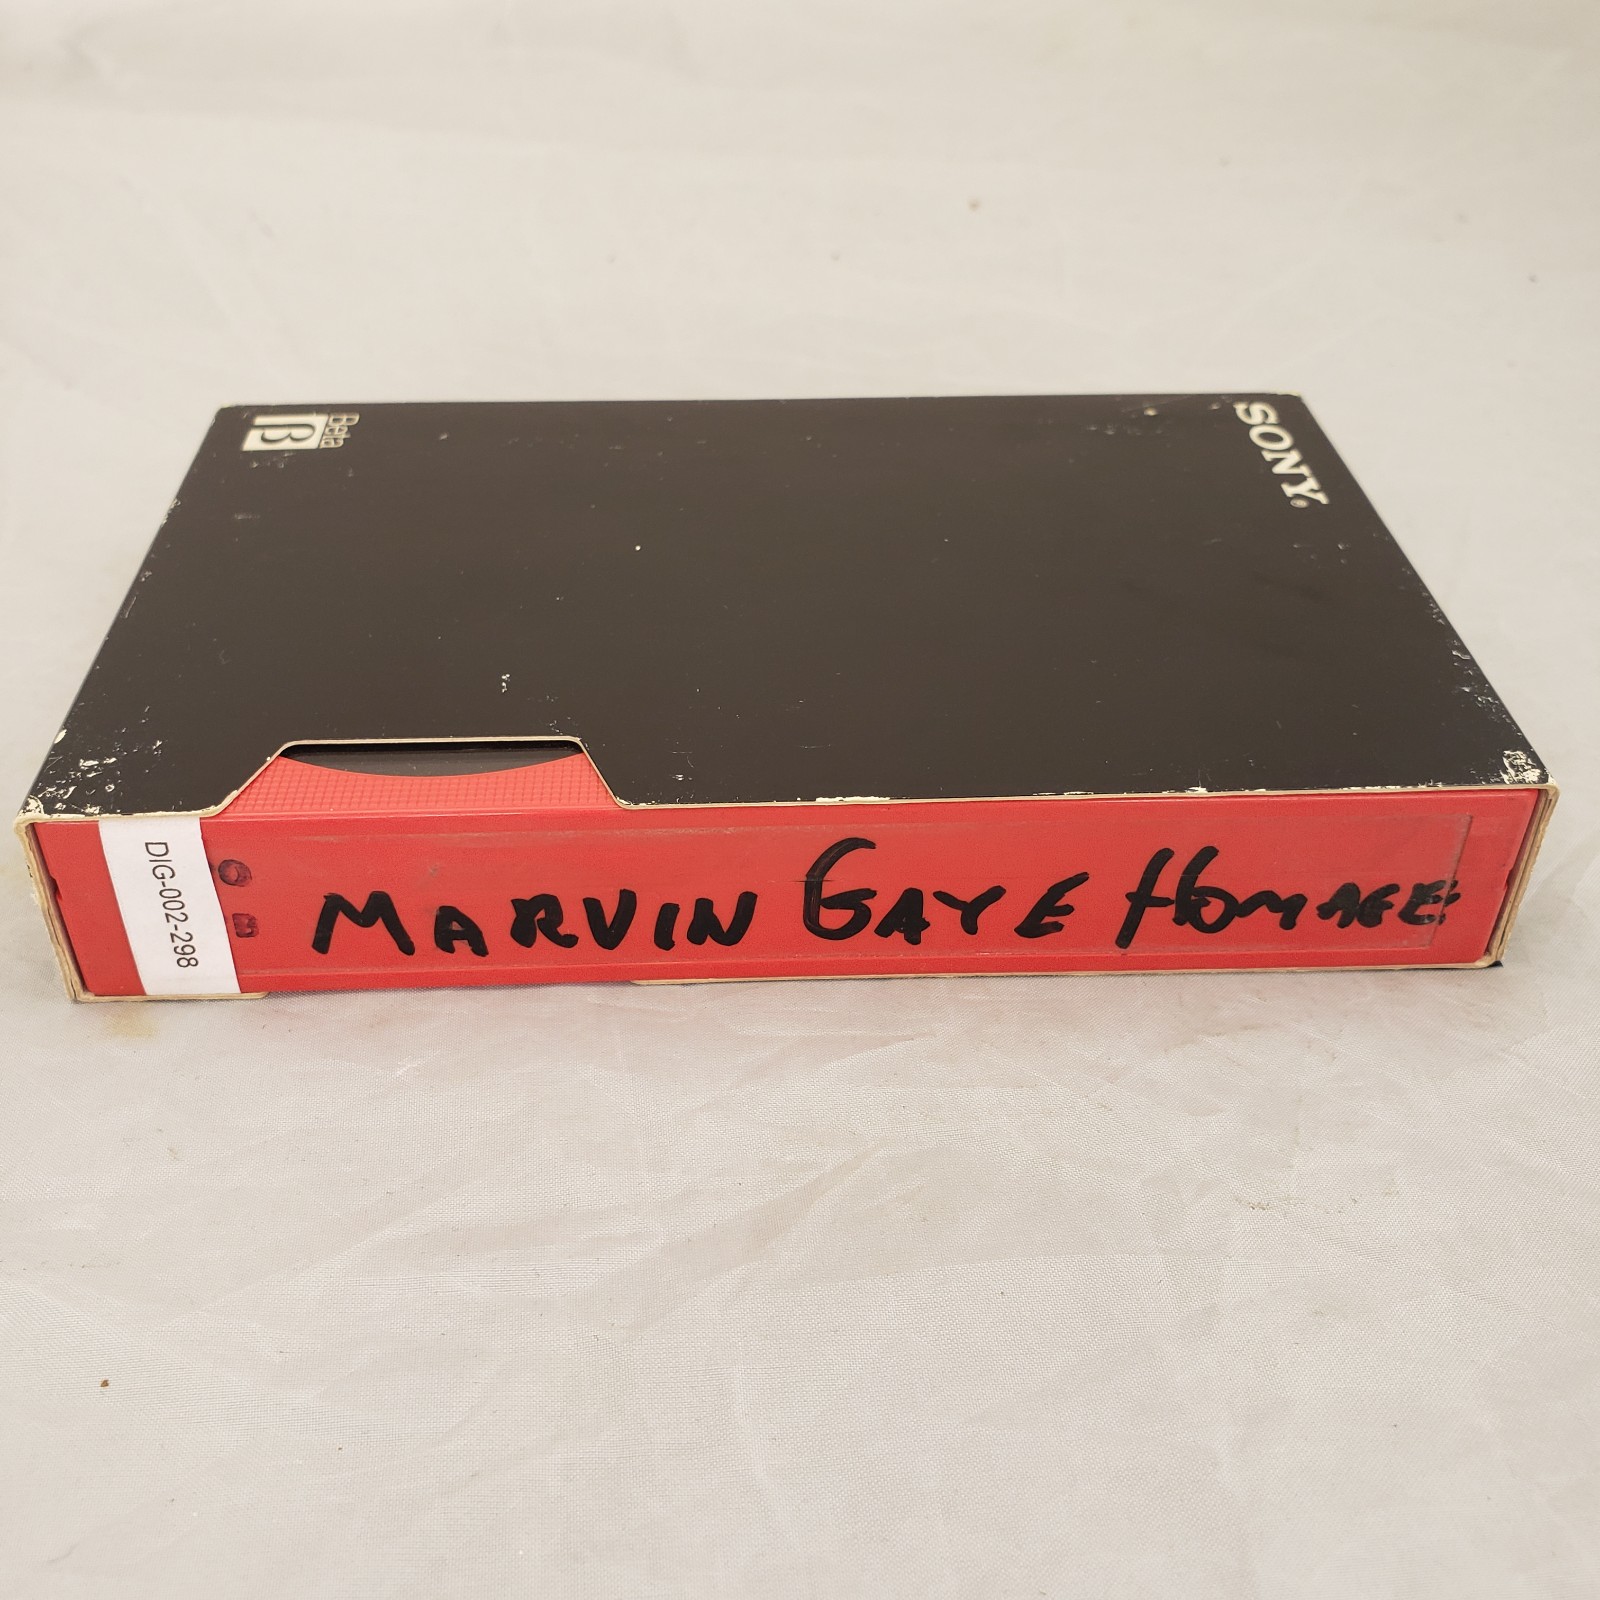 Beta
β
SONY®
DIG-002-298
MARVIN GAYE HOMAGE